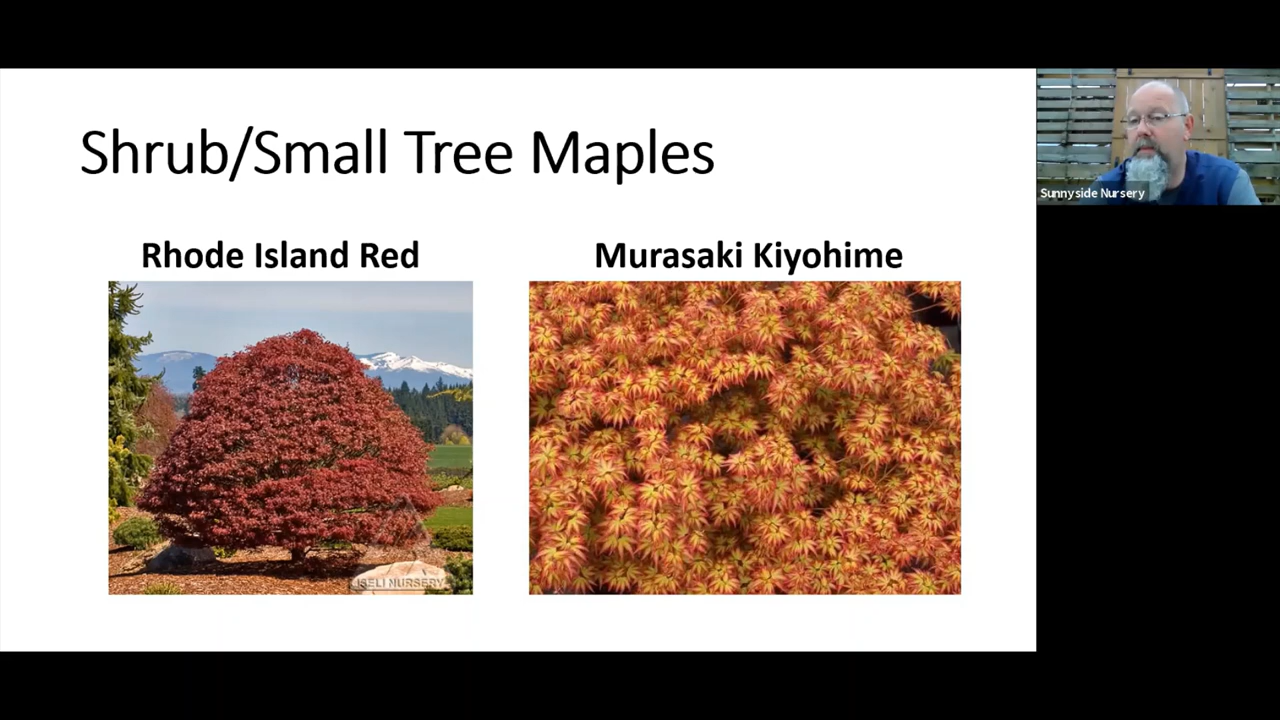 Shrub/Small Tree Maples
Rhode Island Red
Murasaki Kiyohime
ISELI NURSERY
Sunnyside Nursery